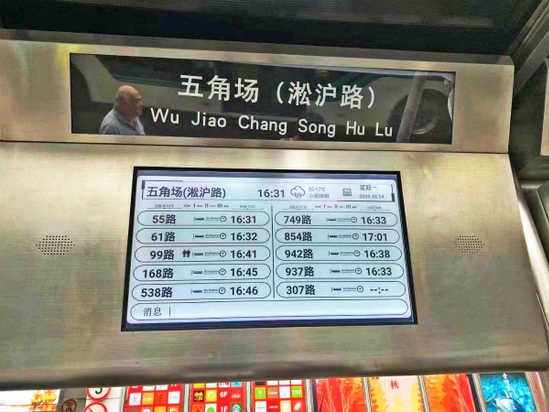 五角场（淞沪路）
Wu Jiao Chang Song Hu Lu
五角场(淞沪路) 16:31 星期一
55路 16:31
61路 16:32
99路 16:41
168路 16:45
538路 16:46
749路 16:33
854路 17:01
942路 16:38
937路 16:33
307路 --:--
消息
秋